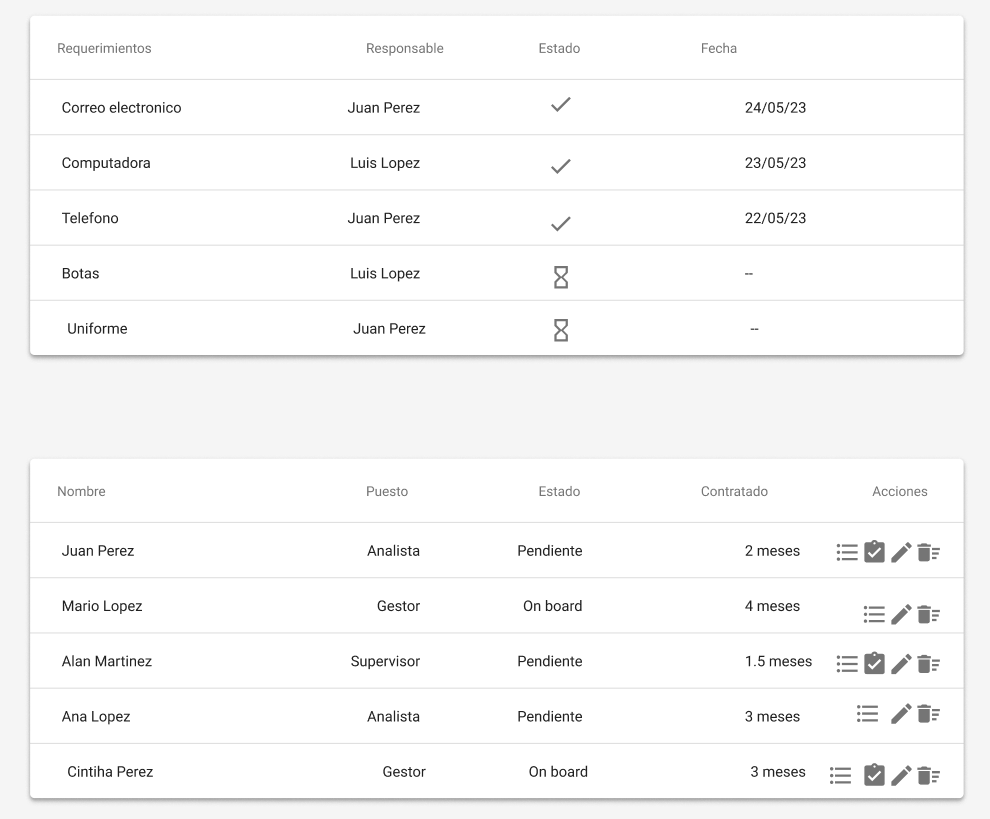 Requerimientos Responsable Estado Fecha
Correo electronico Juan Perez 24/05/23
Computadora Luis Lopez 23/05/23
Telefono Juan Perez 22/05/23
Botas Luis Lopez --
Uniforme Juan Perez --
Nombre Puesto Estado Contratado Acciones
Juan Perez Analista Pendiente 2 meses
Mario Lopez Gestor On board 4 meses
Alan Martinez Supervisor Pendiente 1.5 meses
Ana Lopez Analista Pendiente 3 meses
Cintiha Perez Gestor On board 3 meses